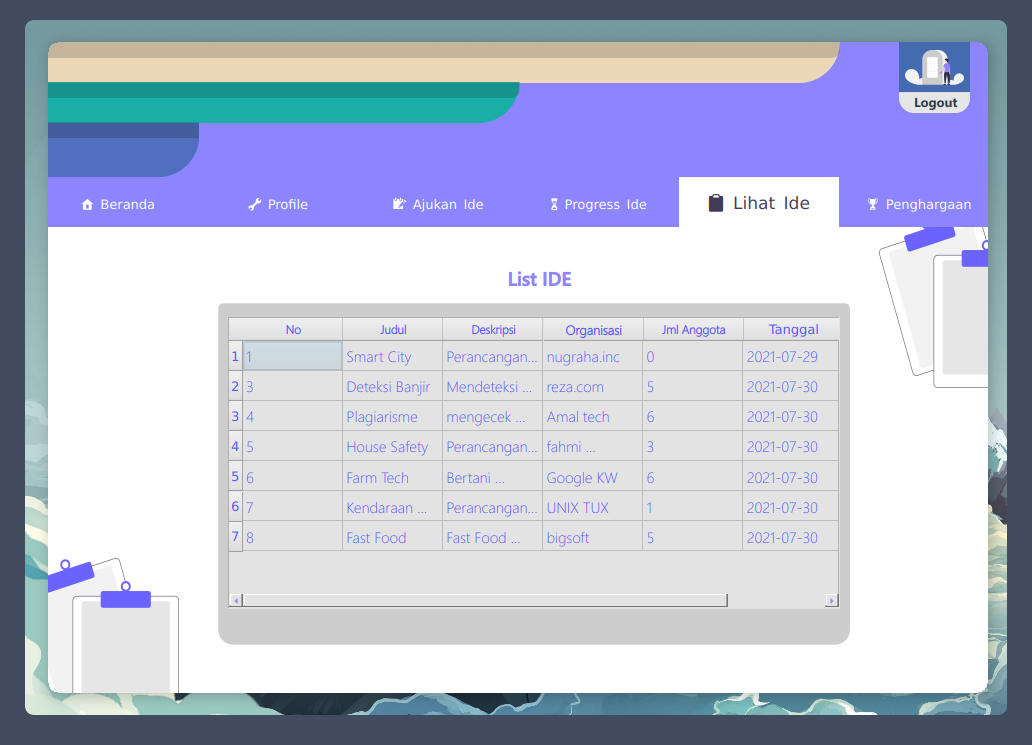 Logout
Beranda Profile Ajukan Ide Progress Ide Lihat Ide Penghargaan
List IDE
No Judul Deskripsi Organisasi Jml Anggota Tanggal
1 1 Smart City Perancangan... nugraha.inc 0 2021-07-29
2 3 Deteksi Banjir Mendeteksi ... reza.com 5 2021-07-30
3 4 Plagiarisme mengecek ... Amal tech 6 2021-07-30
4 5 House Safety Perancangan... fahmi ... 3 2021-07-30
5 6 Farm Tech Bertani ... Google KW 6 2021-07-30
6 7 Kendaraan ... Perancangan... UNIX TUX 1 2021-07-30
7 8 Fast Food Fast Food ... bigsoft 5 2021-07-30